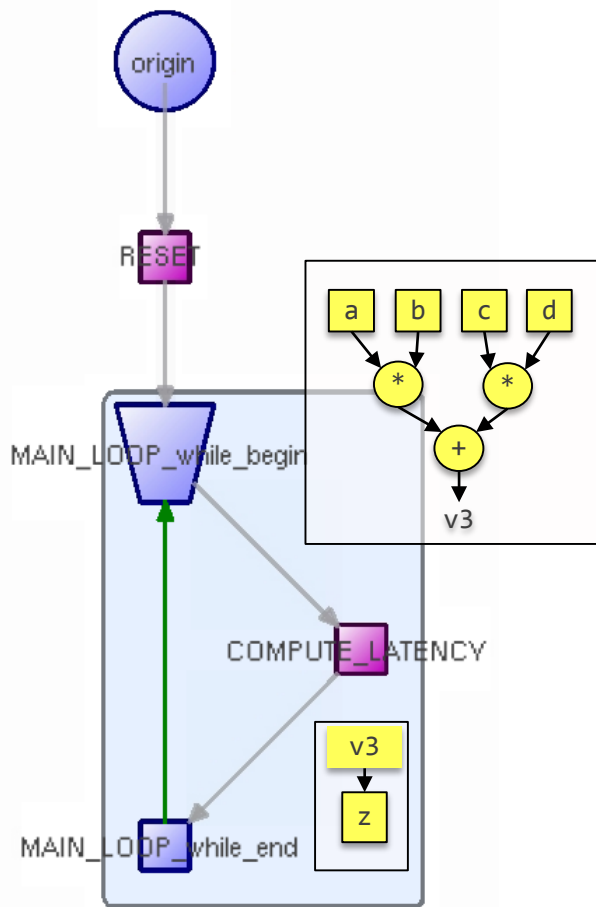 origin
RESET
a b c d
* *
+
v3
MAIN_LOOP_while_begin
COMPUTE_LATENCY
v3
z
MAIN_LOOP_while_end